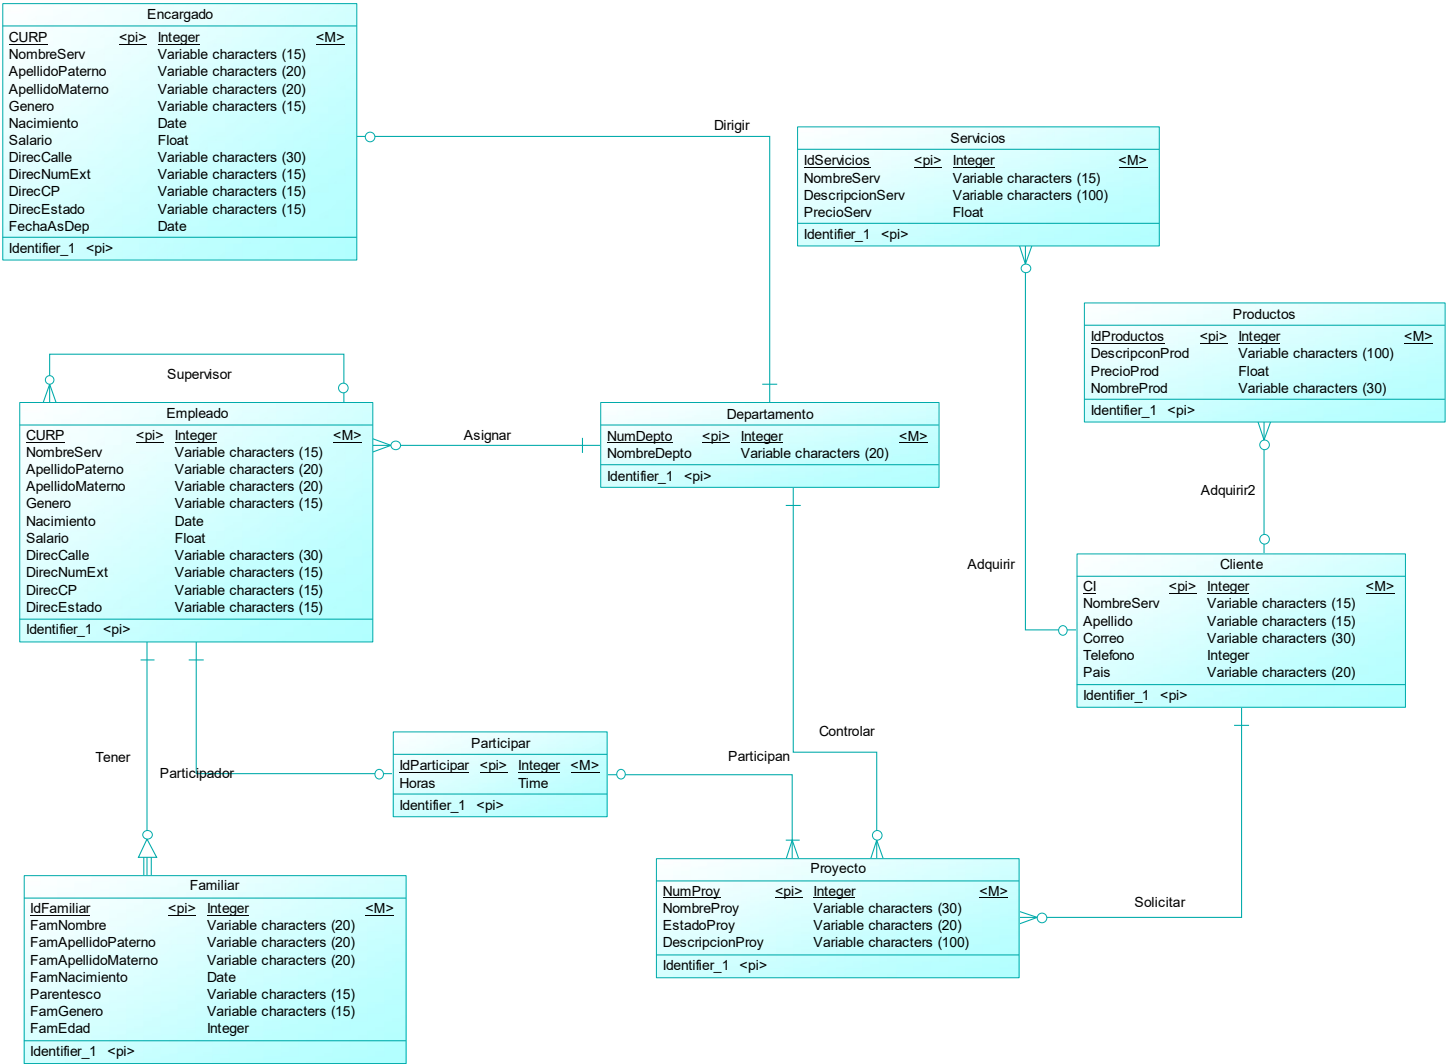 Encargado
CURP <pi> Integer <M>
NombreServ Variable characters (15)
ApellidoPaterno Variable characters (20)
ApellidoMaterno Variable characters (20)
Genero Variable characters (15)
Nacimiento Date
Salario Float
DirecCalle Variable characters (30)
DirecNumExt Variable characters (15)
DirecCP Variable characters (15)
DirecEstado Variable characters (15)
FechaAsDep Date
Identifier_1 <pi>
Dirigir
Servicios
IdServicios <pi> Integer <M>
NombreServ Variable characters (15)
DescripcionServ Variable characters (100)
PrecioServ Float
Identifier_1 <pi>
Productos
IdProductos <pi> Integer <M>
DescripconProd Variable characters (100)
PrecioProd Float
NombreProd Variable characters (30)
Identifier_1 <pi>
Supervisor
Empleado
CURP <pi> Integer <M>
NombreServ Variable characters (15)
ApellidoPaterno Variable characters (20)
ApellidoMaterno Variable characters (20)
Genero Variable characters (15)
Nacimiento Date
Salario Float
DirecCalle Variable characters (30)
DirecNumExt Variable characters (15)
DirecCP Variable characters (15)
DirecEstado Variable characters (15)
Identifier_1 <pi>
Asignar
Departamento
NumDepto <pi> Integer <M>
NombreDepto Variable characters (20)
Identifier_1 <pi>
Adquirir2
Adquirir
Cliente
CI <pi> Integer <M>
NombreServ Variable characters (15)
Apellido Variable characters (15)
Correo Variable characters (30)
Telefono Integer
Pais Variable characters (20)
Identifier_1 <pi>
Tener
Participador
Participar
IdParticipar <pi> Integer <M>
Horas Time
Identifier_1 <pi>
Participan
Controlar
Familiar
IdFamiliar <pi> Integer <M>
FamNombre Variable characters (20)
FamApellidoPaterno Variable characters (20)
FamApellidoMaterno Variable characters (20)
FamNacimiento Date
Parentesco Variable characters (15)
FamGenero Variable characters (15)
FamEdad Integer
Identifier_1 <pi>
Proyecto
NumProy <pi> Integer <M>
NombreProy Variable characters (30)
EstadoProy Variable characters (20)
DescripcionProy Variable characters (100)
Identifier_1 <pi>
Solicitar